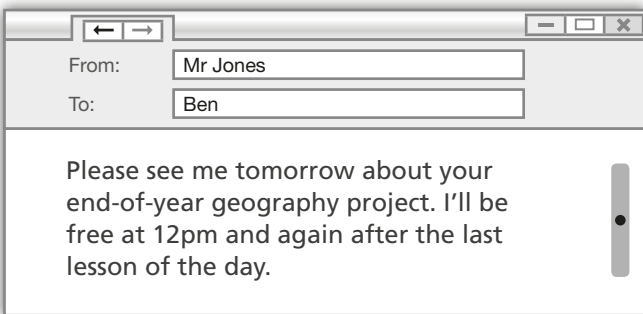 From: Mr Jones
To: Ben
Please see me tomorrow about your
end-of-year geography project. I'll be
free at 12pm and again after the last
lesson of the day.